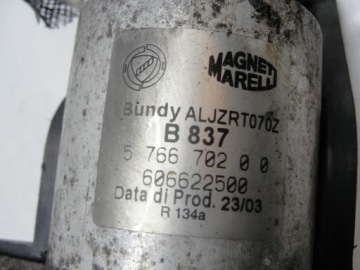 MAGNETI
MARELLI
Bundy ALJZRT070Z
B 837
5 766 702 0 0
606622500
Data di Prod. 23/03
R 134a